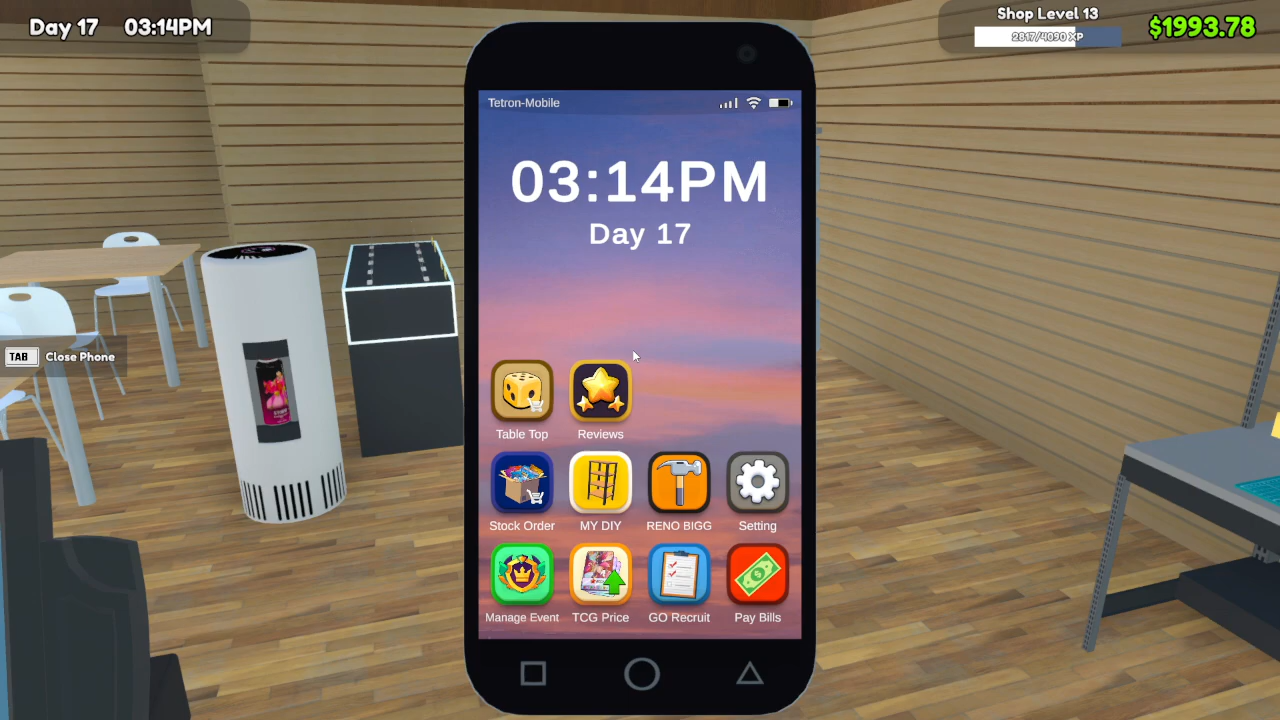 Day 17 03:14PM
Shop Level 13
2817/4090 XP
$1993.78
Tetron-Mobile
03:14PM
Day 17
TAB Close Phone
Table Top
Reviews
Stock Order
MY DIY
RENO BIGG
Setting
Manage Event
TCG Price
GO Recruit
Pay Bills